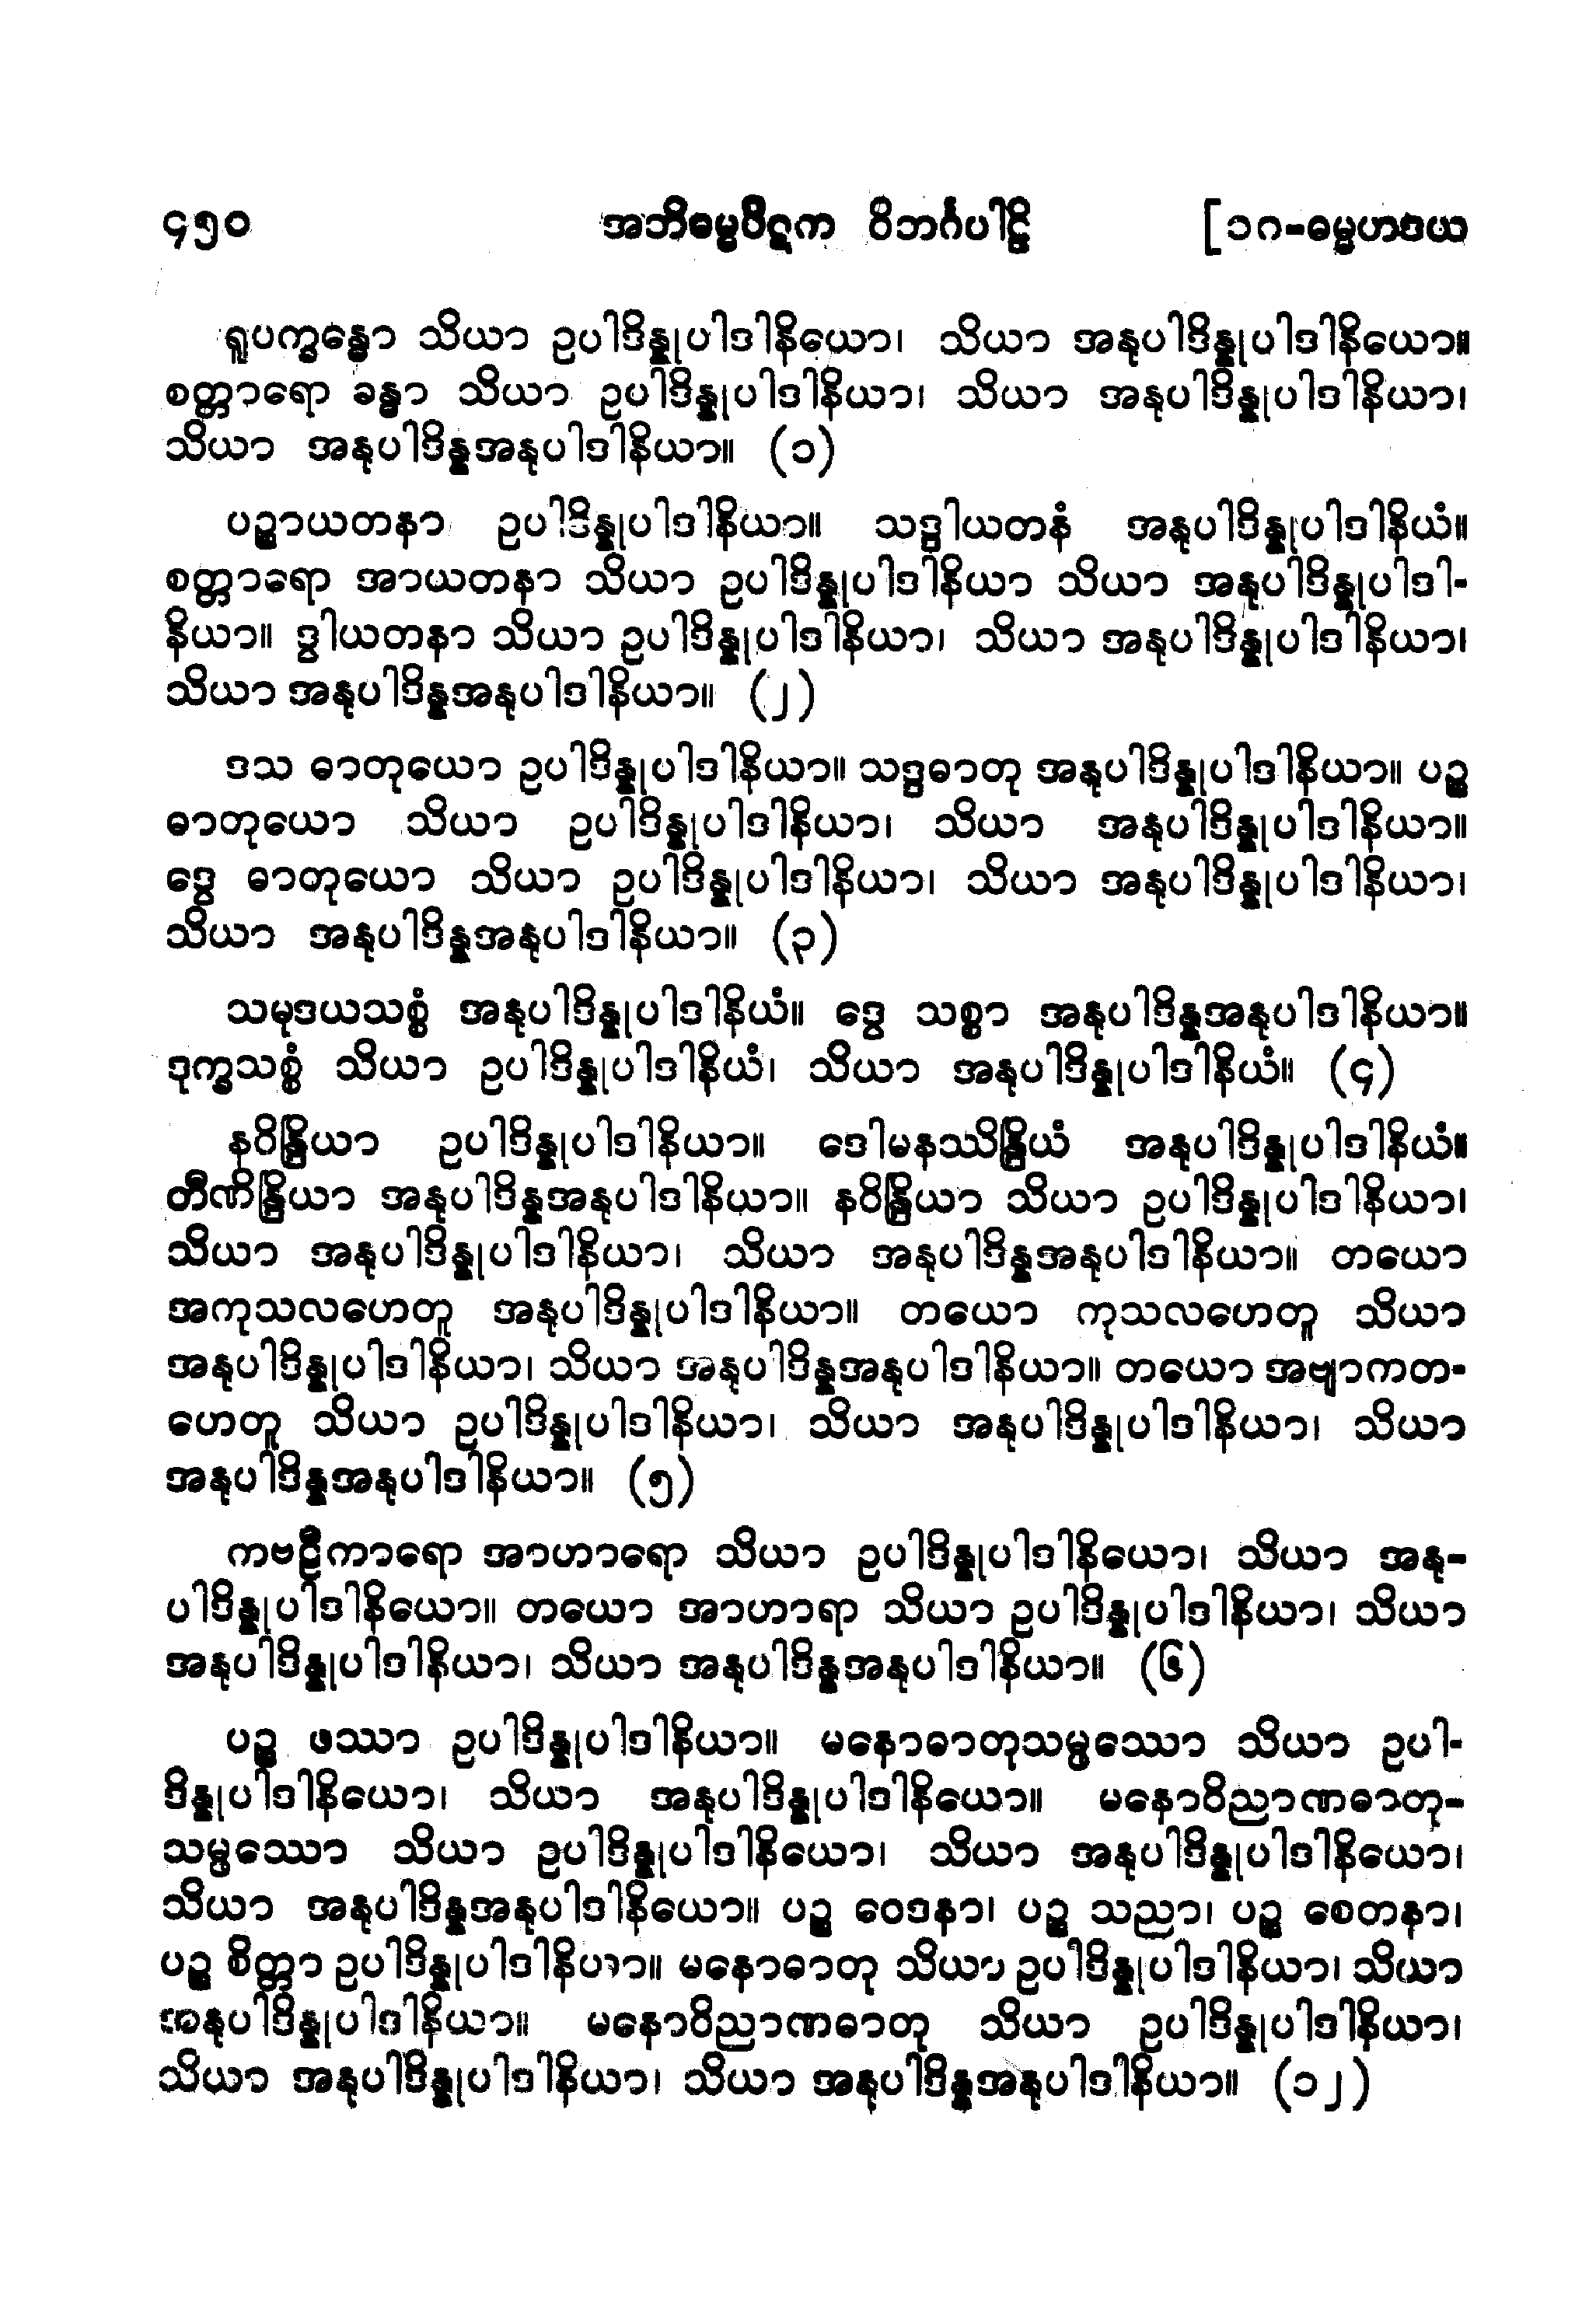 ၄၅၀ အဘိဓမ္မပိဋက ဝိဘင်္ဂပါဠိ [၁၈-ဓမ္မဟဒယ
ရူပက္ခန္ဓော သိယာ ဥပါဒိန္နုပါဒါနိယော၊ သိယာ အနုပါဒိန္နုပါဒါနိယော။
စတ္တာရော ခန္ဓာ သိယာ ဥပါဒိန္နုပါဒါနိယာ၊ သိယာ အနုပါဒိန္နုပါဒါနိယာ၊
သိယာ အနုပါဒိန္နအနုပါဒါနိယာ။ (၁)
ပဉ္စာယတနာ ဥပါဒိန္နုပါဒါနိယာ။ သဒ္ဒါယတနံ အနုပါဒိန္နုပါဒါနိယံ။
စတ္တာရော အာယတနာ သိယာ ဥပါဒိန္နုပါဒါနိယာ သိယာ အနုပါဒိန္နုပါဒါ-
နိယာ။ ဒွါယတနာ သိယာ ဥပါဒိန္နုပါဒါနိယာ၊ သိယာ အနုပါဒိန္နုပါဒါနိယာ၊
သိယာ အနုပါဒိန္နအနုပါဒါနိယာ။ (၂)
ဒသ ဓာတုယော ဥပါဒိန္နုပါဒါနိယာ။ သဒ္ဒဓာတု အနုပါဒိန္နုပါဒါနိယာ။ ပဉ္စ
ဓာတုယော သိယာ ဥပါဒိန္နုပါဒါနိယာ၊ သိယာ အနုပါဒိန္နုပါဒါနိယာ။
ဒွေ ဓာတုယော သိယာ ဥပါဒိန္နုပါဒါနိယာ၊ သိယာ အနုပါဒိန္နုပါဒါနိယာ၊
သိယာ အနုပါဒိန္နအနုပါဒါနိယာ။ (၃)
သမုဒယသစ္စံ အနုပါဒိန္နုပါဒါနိယံ။ ဒွေ သစ္စာ အနုပါဒိန္နအနုပါဒါနိယာ။
ဒုက္ခသစ္စံ သိယာ ဥပါဒိန္နုပါဒါနိယံ၊ သိယာ အနုပါဒိန္နုပါဒါနိယံ။ (၄)
နဝိန္ဒြိယာ ဥပါဒိန္နုပါဒါနိယာ။ ဒေါမနဿိန္ဒြိယံ အနုပါဒိန္နုပါဒါနိယံ။
တီဏိန္ဒြိယာ အနုပါဒိန္နအနုပါဒါနိယာ။ နဝိန္ဒြိယာ သိယာ ဥပါဒိန္နုပါဒါနိယာ၊
သိယာ အနုပါဒိန္နုပါဒါနိယာ၊ သိယာ အနုပါဒိန္နအနုပါဒါနိယာ။ တယော
အကုသလဟေတူ အနုပါဒိန္နုပါဒါနိယာ။ တယော ကုသလဟေတူ သိယာ
အနုပါဒိန္နုပါဒါနိယာ၊ သိယာ အနုပါဒိန္နအနုပါဒါနိယာ။ တယော အဗျာကတ-
ဟေတူ သိယာ ဥပါဒိန္နုပါဒါနိယာ၊ သိယာ အနုပါဒိန္နုပါဒါနိယာ၊ သိယာ
အနုပါဒိန္နအနုပါဒါနိယာ။ (၅)
ကဗဠီကာရော အာဟာရော သိယာ ဥပါဒိန္နုပါဒါနိယော၊ သိယာ အနု-
ပါဒိန္နုပါဒါနိယော။ တယော အာဟာရာ သိယာ ဥပါဒိန္နုပါဒါနိယာ၊ သိယာ
အနုပါဒိန္နုပါဒါနိယာ၊ သိယာ အနုပါဒိန္နအနုပါဒါနိယာ။ (၆)
ပဉ္စ ဖဿာ ဥပါဒိန္နုပါဒါနိယာ။ မနောဓာတုသမ္ဖဿော သိယာ ဥပါ-
ဒိန္နုပါဒါနိယော၊ သိယာ အနုပါဒိန္နုပါဒါနိယော။ မနောဝိညာဏဓာတု-
သမ္ဖဿော သိယာ ဥပါဒိန္နုပါဒါနိယော၊ သိယာ အနုပါဒိန္နုပါဒါနိယော၊
သိယာ အနုပါဒိန္နအနုပါဒါနိယော။ ပဉ္စ ဝေဒနာ၊ ပဉ္စ သညာ၊ ပဉ္စ စေတနာ၊
ပဉ္စ စိတ္တာ ဥပါဒိန္နုပါဒါနိယာ။ မနောဓာတု သိယာ ဥပါဒိန္နုပါဒါနိယာ၊ သိယာ
အနုပါဒိန္နုပါဒါနိယာ။ မနောဝိညာဏဓာတု သိယာ ဥပါဒိန္နုပါဒါနိယာ၊
သိယာ အနုပါဒိန္နုပါဒါနိယာ၊ သိယာ အနုပါဒိန္နအနုပါဒါနိယာ။ (၁၂)